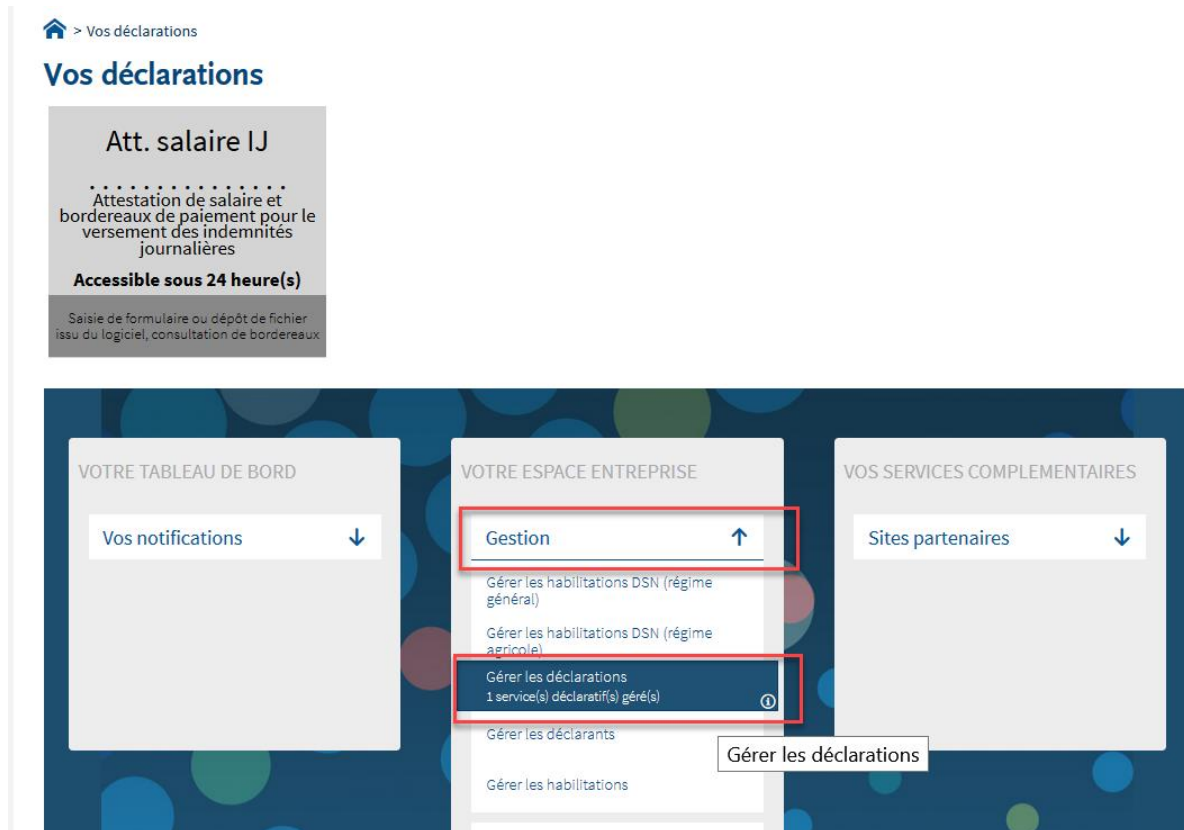 > Vos déclarations
Vos déclarations
Att. salaire IJ
...............
Attestation de salaire et
bordereaux de paiement pour le
versement des indemnités
journalières
Accessible sous 24 heure(s)
Saisie de formulaire ou dépôt de fichier
issu du logiciel, consultation de bordereaux
VOTRE TABLEAU DE BORD
Vos notifications
VOTRE ESPACE ENTREPRISE
Gestion
Gérer les habilitations DSN (régime
général)
Gérer les habilitations DSN (régime
agricole)
Gérer les déclarations
1 service(s) déclaratif(s) géré(s)
Gérer les déclarants
Gérer les déclarations
Gérer les habilitations
VOS SERVICES COMPLEMENTAIRES
Sites partenaires